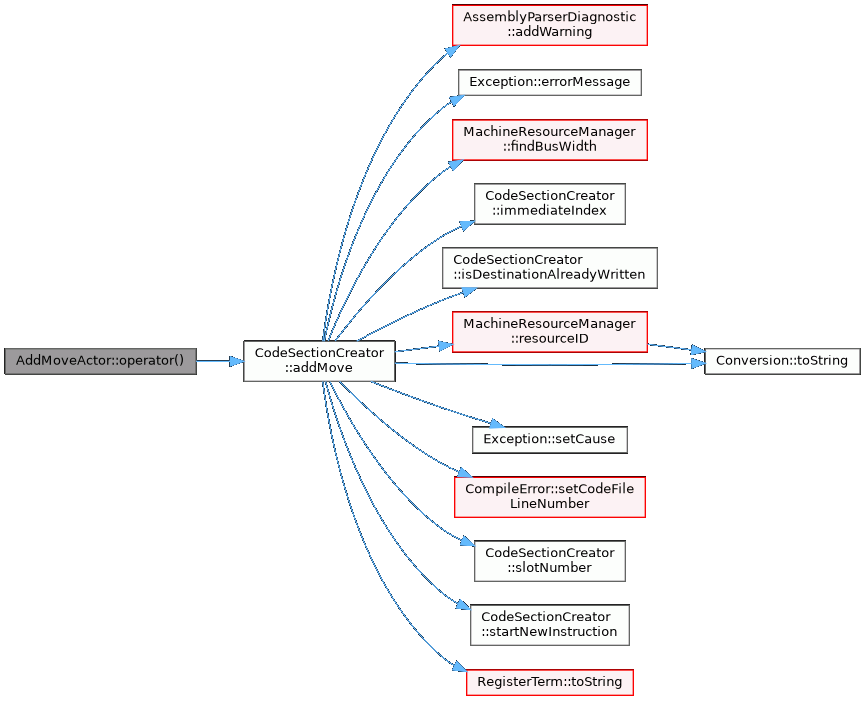 AssemblyParserDiagnostic
::addWarning
Exception::errorMessage
MachineResourceManager
::findBusWidth
CodeSectionCreator
::immediateIndex
CodeSectionCreator
::isDestinationAlreadyWritten
MachineResourceManager
::resourceID
AddMoveActor::operator()
CodeSectionCreator
::addMove
Conversion::toString
Exception::setCause
CompileError::setCodeFile
LineNumber
CodeSectionCreator
::slotNumber
CodeSectionCreator
::startNewInstruction
RegisterTerm::toString